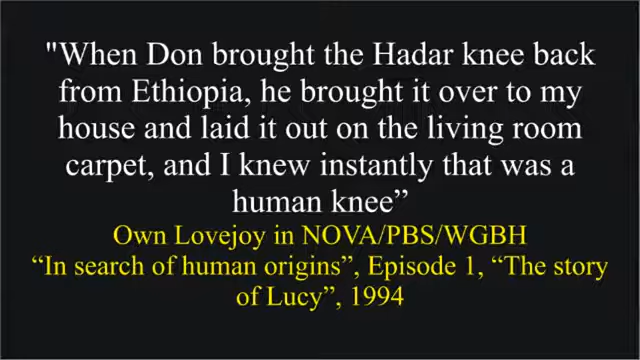 "When Don brought the Hadar knee back
from Ethiopia, he brought it over to my
house and laid it out on the living room
carpet, and I knew instantly that was a
human knee”
Own Lovejoy in NOVA/PBS/WGBH
“In search of human origins”, Episode 1, “The story
of Lucy”, 1994